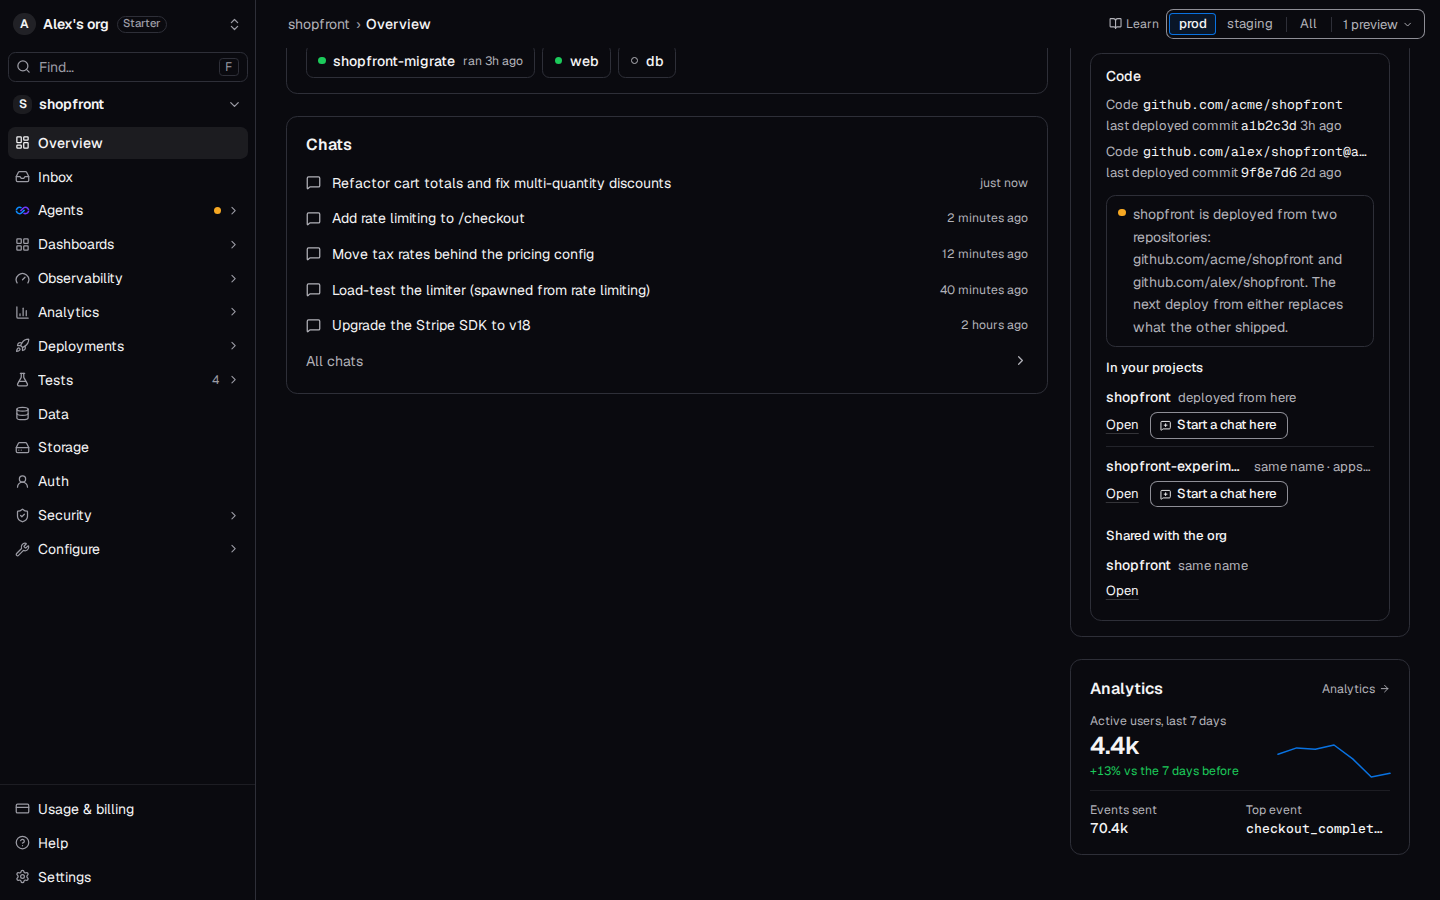 A Alex's org Starter
Find... F
S shopfront
Overview
Inbox
Agents
Dashboards
Observability
Analytics
Deployments
Tests 4
Data
Storage
Auth
Security
Configure
Usage & billing
Help
Settings
shopfront › Overview
Learn prod staging All 1 preview
shopfront-migrate ran 3h ago web db
Chats
Refactor cart totals and fix multi-quantity discounts just now
Add rate limiting to /checkout 2 minutes ago
Move tax rates behind the pricing config 12 minutes ago
Load-test the limiter (spawned from rate limiting) 40 minutes ago
Upgrade the Stripe SDK to v18 2 hours ago
All chats
Code
Code github.com/acme/shopfront
last deployed commit a1b2c3d 3h ago
Code github.com/alex/shopfront@a…
last deployed commit 9f8e7d6 2d ago
shopfront is deployed from two
repositories:
github.com/acme/shopfront and
github.com/alex/shopfront. The
next deploy from either replaces
what the other shipped.
In your projects
shopfront deployed from here
Open Start a chat here
shopfront-experim… same name · apps…
Open Start a chat here
Shared with the org
shopfront same name
Open
Analytics Analytics →
Active users, last 7 days
4.4k
+13% vs the 7 days before
Events sent Top event
70.4k checkout_complet…